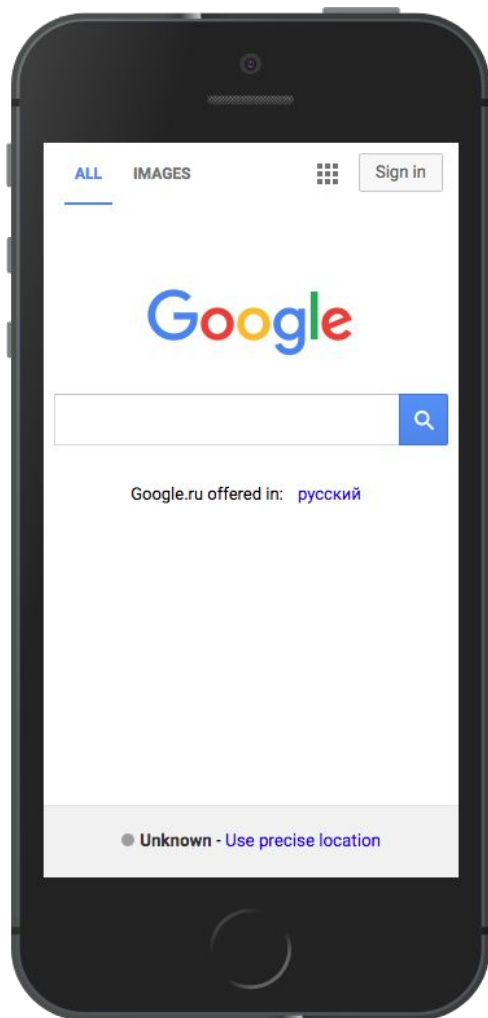 ALL IMAGES Sign in
Google
Google.ru offered in: русский
Unknown - Use precise location